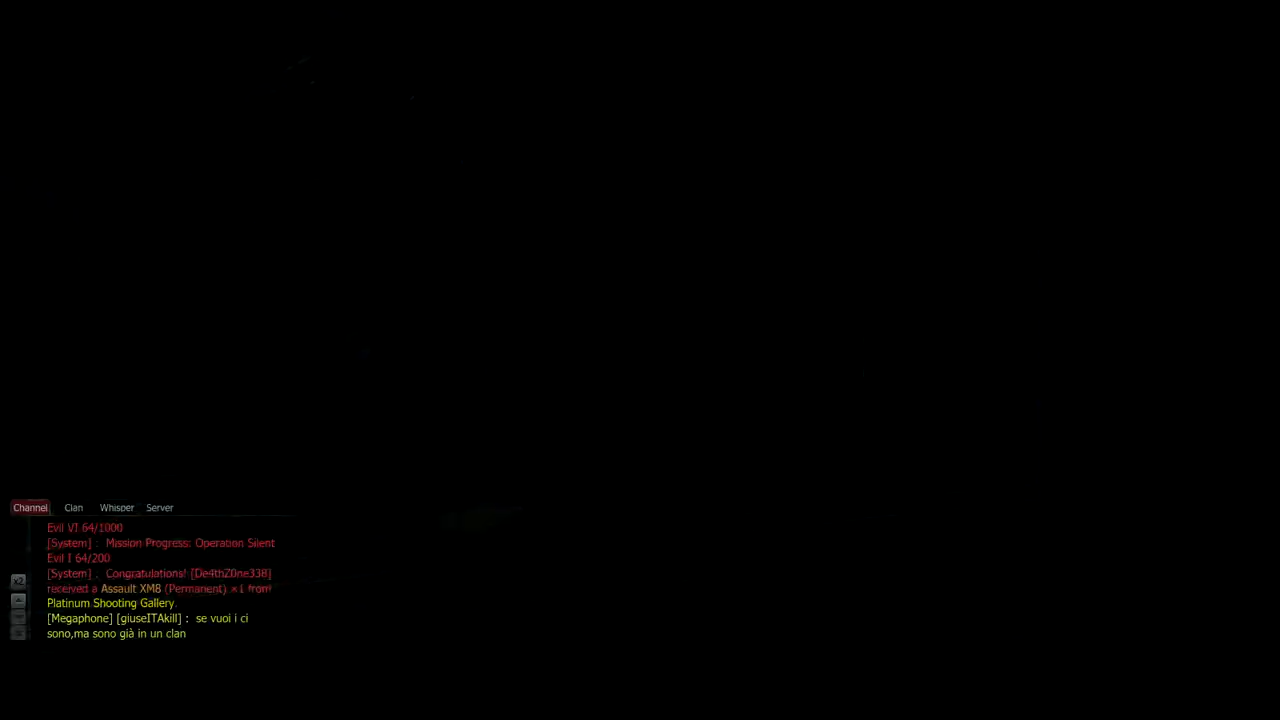 Channel Clan Whisper Server
Evil VI 64/1000
[System] : Mission Progress: Operation Silent
Evil I 64/200
[System] : Congratulations! [De4thZ0ne338]
received a Assault XM8 (Permanent) ×1 from
x2
Platinum Shooting Gallery.
[Megaphone] [giuseITAkill] : se vuoi i ci
sono,ma sono già in un clan